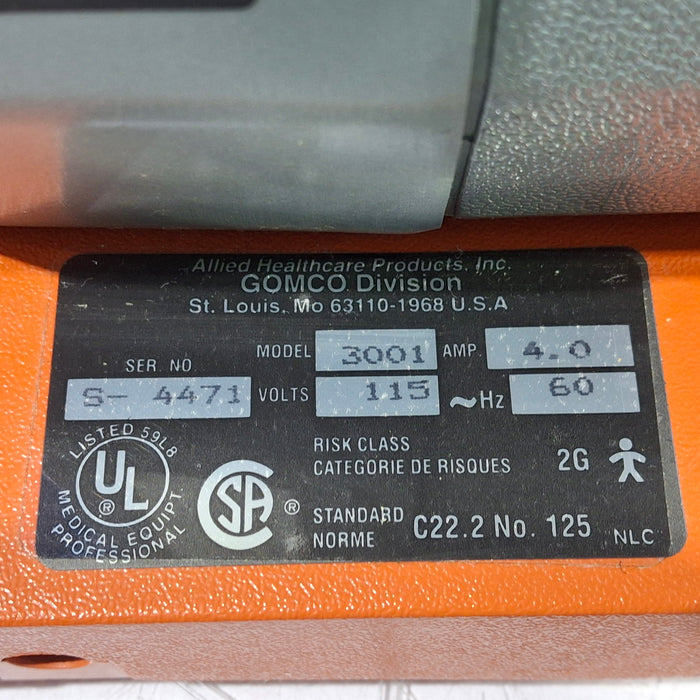 Allied Healthcare Products, Inc
GOMCO Division
St. Louis, Mo 63110-1968 U.S.A
MODEL 3001 AMP. 4.0
SER. NO
S- 4471 VOLTS 115 ~Hz 60
LISTED 59L8
UL ®
MEDICAL EQUIPT.
PROFESSIONAL
CSA ®
RISK CLASS
CATEGORIE DE RISQUES 2G
STANDARD
NORME C22.2 No. 125 NLC